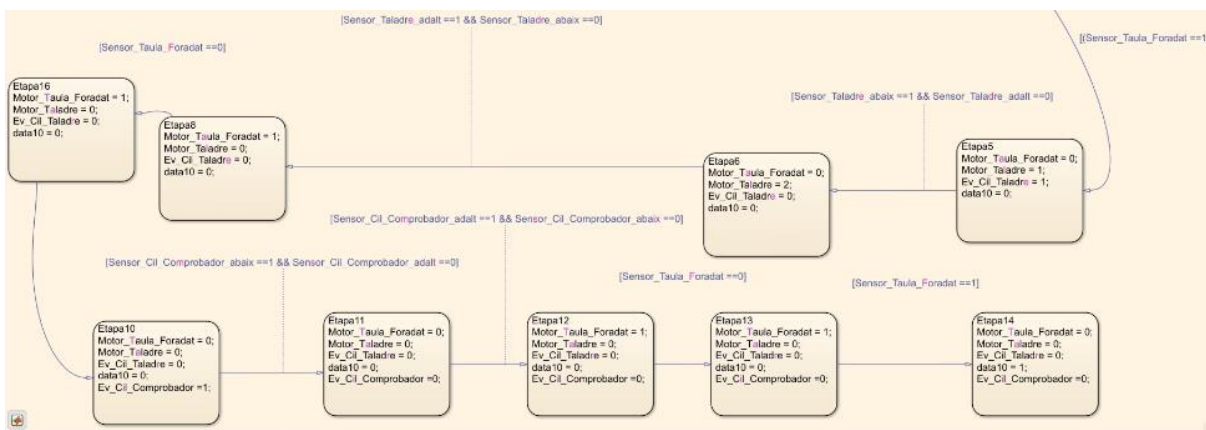 [Sensor_Taladre_adalt ==1 && Sensor_Taladre_abaix ==0]
[(Sensor_Taula_Foradat ==1
[Sensor_Taula_Foradat ==0]
Etapa16
Motor_Taula_Foradat = 1;
Motor_Taladre = 0;
Ev_Cil_Taladre = 0;
data10 = 0;
Etapa8
Motor_Taula_Foradat = 1;
Motor_Taladre = 0;
Ev_Cil_Taladre = 0;
data10 = 0;
[Sensor_Taladre_abaix ==1 && Sensor_Taladre_adalt ==0]
Etapa6
Motor_Taula_Foradat = 0;
Motor_Taladre = 2;
Ev_Cil_Taladre = 0;
data10 = 0;
Etapa5
Motor_Taula_Foradat = 0;
Motor_Taladre = 1;
Ev_Cil_Taladre = 1;
data10 = 0;
[Sensor_Cil_Comprobador_adalt ==1 && Sensor_Cil_Comprobador_abaix ==0]
[Sensor_Cil_Comprobador_abaix ==1 && Sensor_Cil_Comprobador_adalt ==0]
[Sensor_Taula_Foradat ==0]
[Sensor_Taula_Foradat ==1]
Etapa10
Motor_Taula_Foradat = 0;
Motor_Taladre = 0;
Ev_Cil_Taladre = 0;
data10 = 0;
Ev_Cil_Comprobador =1;
Etapa11
Motor_Taula_Foradat = 0;
Motor_Taladre = 0;
Ev_Cil_Taladre = 0;
data10 = 0;
Ev_Cil_Comprobador =0;
Etapa12
Motor_Taula_Foradat = 1;
Motor_Taladre = 0;
Ev_Cil_Taladre = 0;
data10 = 0;
Ev_Cil_Comprobador =0;
Etapa13
Motor_Taula_Foradat = 1;
Motor_Taladre = 0;
Ev_Cil_Taladre = 0;
data10 = 0;
Ev_Cil_Comprobador =0;
Etapa14
Motor_Taula_Foradat = 0;
Motor_Taladre = 0;
Ev_Cil_Taladre = 0;
data10 = 1;
Ev_Cil_Comprobador =0;